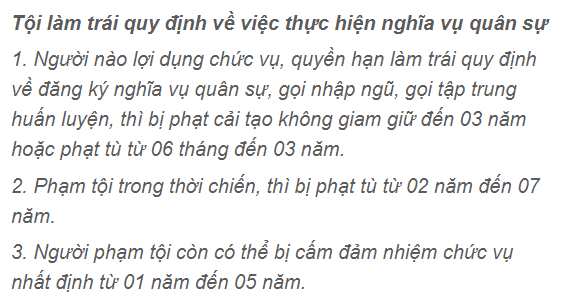 Tội làm trái quy định về việc thực hiện nghĩa vụ quân sự
1. Người nào lợi dụng chức vụ, quyền hạn làm trái quy định
về đăng ký nghĩa vụ quân sự, gọi nhập ngũ, gọi tập trung
huấn luyện, thì bị phạt cải tạo không giam giữ đến 03 năm
hoặc phạt tù từ 06 tháng đến 03 năm.
2. Phạm tội trong thời chiến, thì bị phạt tù từ 02 năm đến 07
năm.
3. Người phạm tội còn có thể bị cấm đảm nhiệm chức vụ
nhất định từ 01 năm đến 05 năm.